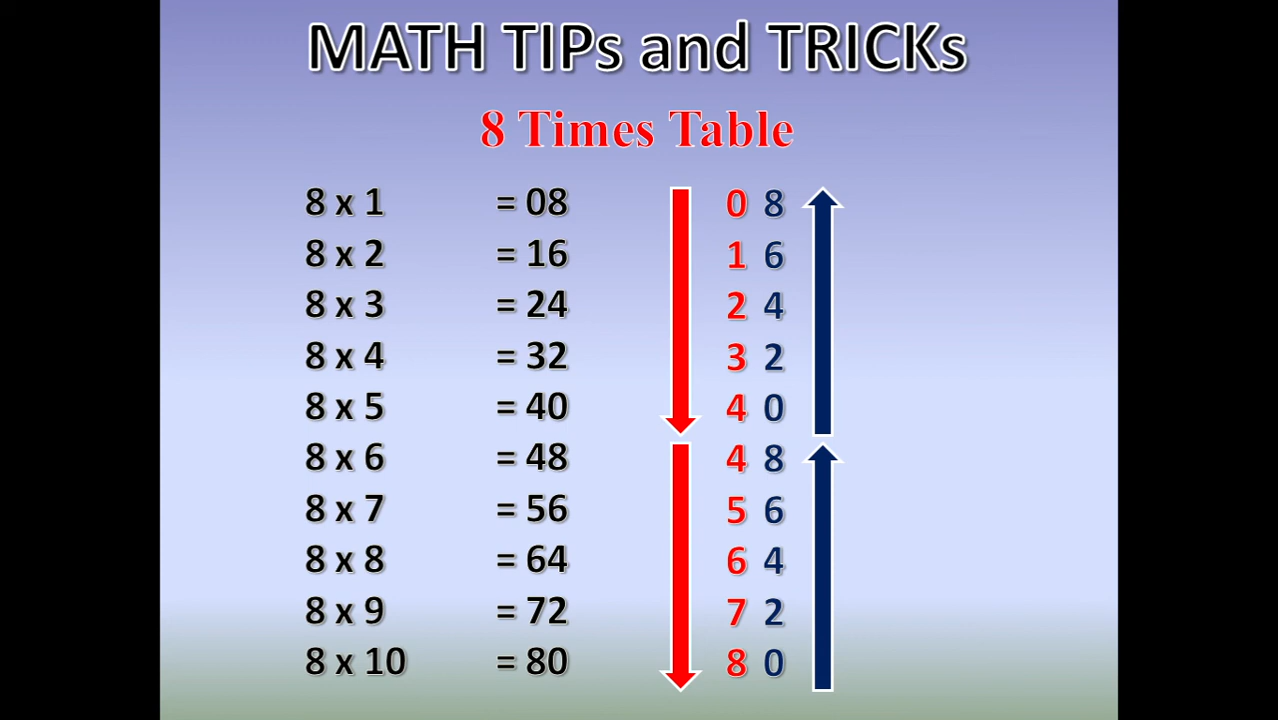 MATH TIPs and TRICKs
8 Times Table
8 x 1 = 08 0 8
8 x 2 = 16 1 6
8 x 3 = 24 2 4
8 x 4 = 32 3 2
8 x 5 = 40 4 0
8 x 6 = 48 4 8
8 x 7 = 56 5 6
8 x 8 = 64 6 4
8 x 9 = 72 7 2
8 x 10 = 80 8 0